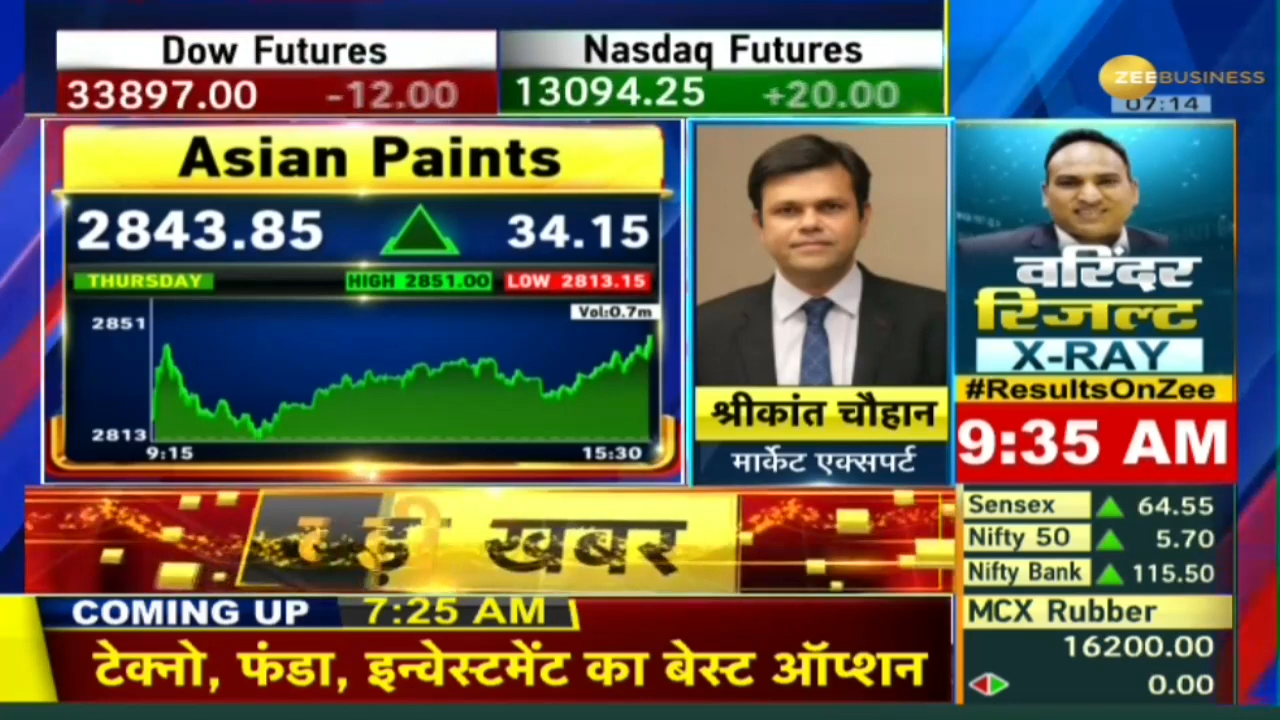 Dow Futures
33897.00 -12.00
Nasdaq Futures
13094.25 +20.00
ZEEBUSINESS
07:14
Asian Paints
2843.85 34.15
THURSDAY HIGH 2851.00 LOW 2813.15
Vol:0.7m
2851
2813
9:15 15:30
श्रीकांत चौहान
मार्केट एक्सपर्ट
वरिंदर
रिजल्ट
X-RAY
#ResultsOnZee
9:35 AM
खबर
Sensex 64.55
Nifty 50 5.70
Nifty Bank 115.50
MCX Rubber
16200.00
0.00
COMING UP 7:25 AM
टेक्नो, फंडा, इन्वेस्टमेंट का बेस्ट ऑप्शन